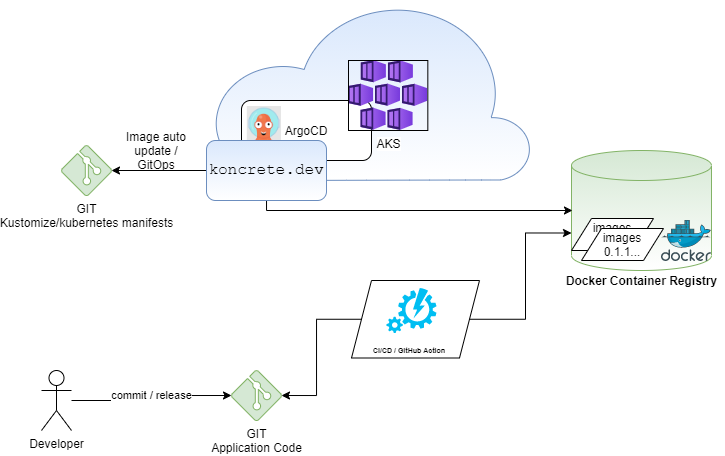 ArgoCD
AKS
Image auto
update /
GitOps
koncrete.dev
GIT
Kustomize/kubernetes manifests
images
images
0.1.1...
docker
Docker Container Registry
CI/CD / GitHub Action
commit / release
Developer
GIT
Application Code